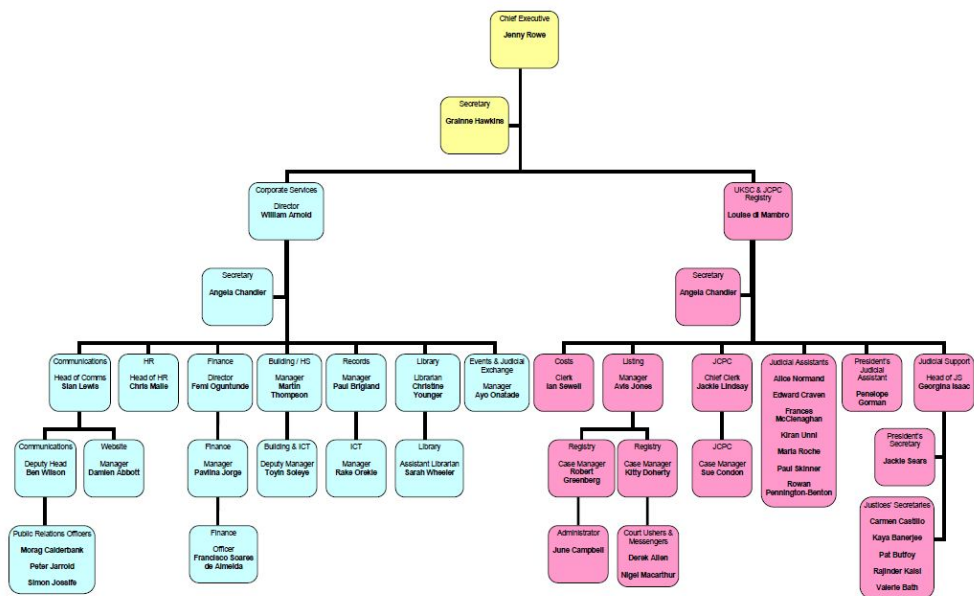 Chief Executive
Jenny Rowe
Secretary
Grainne Hawkins
Corporate Services
Director
William Arnold
UKSC & JCPC
Registry
Louise di Mambro
Secretary
Angela Chandler
Secretary
Angela Chandler
Communications
Head of Comms
Sian Lewis
HR
Head of HR
Chris Maile
Finance
Director
Femi Oguntunde
Building / HS
Manager
Martin
Thompson
Records
Manager
Paul Brigland
Library
Librarian
Christine
Younger
Events & Judicial
Exchange
Manager
Ayo Onatade
Costs
Clerk
Ian Sewell
Listing
Manager
Avis Jones
JCPC
Chief Clerk
Jackie Lindsay
Judicial Assistants
Alice Normand
Edward Craven
Frances
McClenaghan
Kiran Unni
Maria Roche
Paul Skinner
Rowan
Pennington-Benton
President's
Judicial
Assistant
Penelope
Gorman
Judicial Support
Head of JS
Georgina Isaac
Communications
Deputy Head
Ben Wilson
Website
Manager
Damien Abbott
Finance
Manager
Pavlina Jorge
Building & ICT
Deputy Manager
Toyin Soleye
ICT
Manager
Rake Orekie
Library
Assistant Librarian
Sarah Wheeler
Registry
Case Manager
Robert
Greenberg
Registry
Case Manager
Kitty Doherty
JCPC
Case Manager
Sue Condon
President's
Secretary
Jackie Sears
Public Relations Officers
Morag Calderbank
Peter Jarrold
Simon Jossife
Finance
Officer
Francisco Soares
de Almeida
Administrator
June Campbell
Court Ushers &
Messengers
Derek Allen
Nigel Macarthur
Justices' Secretaries
Carmen Castillo
Kaya Banerjee
Pat Buttoy
Rajinder Kalsi
Valerie Bath